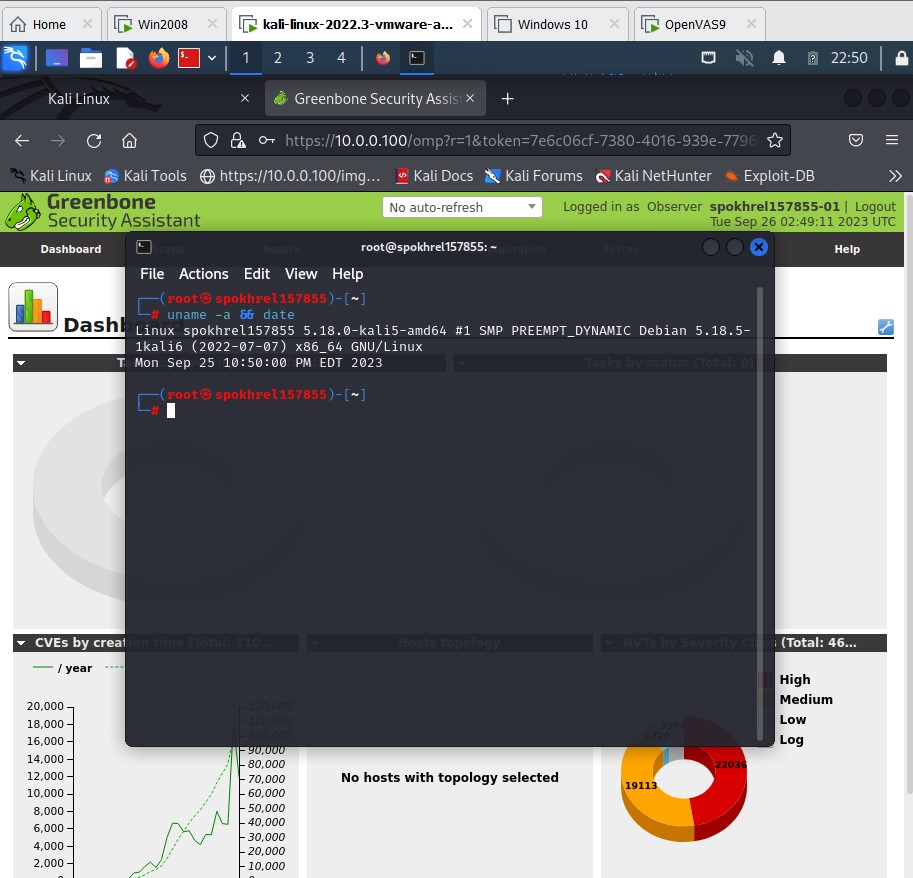 Home
Win2008
kali-linux-2022.3-vmware-a...
Windows 10
OpenVAS9
1 2 3 4
22:50
Kali Linux
Greenbone Security Assis
https://10.0.0.100/omp?r=1&token=7e6c06cf-7380-4016-939e-7796
Kali Linux
Kali Tools
https://10.0.0.100/img...
Kali Docs
Kali Forums
Kali NetHunter
Exploit-DB
Greenbone
Security Assistant
No auto-refresh
Logged in as Observer spokhrel157855-01 | Logout
Tue Sep 26 02:49:11 2023 UTC
Dashboard
Scans
Assets
Extras
Help
root@spokhrel157855: ~
File Actions Edit View Help
┌──(root㉿spokhrel157855)-[~]
└─# uname -a && date
Linux spokhrel157855 5.18.0-kali5-amd64 #1 SMP PREEMPT_DYNAMIC Debian 5.18.5-
1kali6 (2022-07-07) x86_64 GNU/Linux
Mon Sep 25 10:50:00 PM EDT 2023
┌──(root㉿spokhrel157855)-[~]
└─#
Dash
Tasks by status (Total: 0)
CVEs by creation time (Total: 110...
Hosts topology
NVTs by Severity Class (Total: 46...
/ year
High
Medium
Low
Log
20,000
18,000
16,000
14,000
12,000
10,000
8,000
6,000
4,000
2,000
120,000
110,000
100,000
90,000
80,000
70,000
60,000
50,000
40,000
30,000
20,000
10,000
No hosts with topology selected
22036
19113